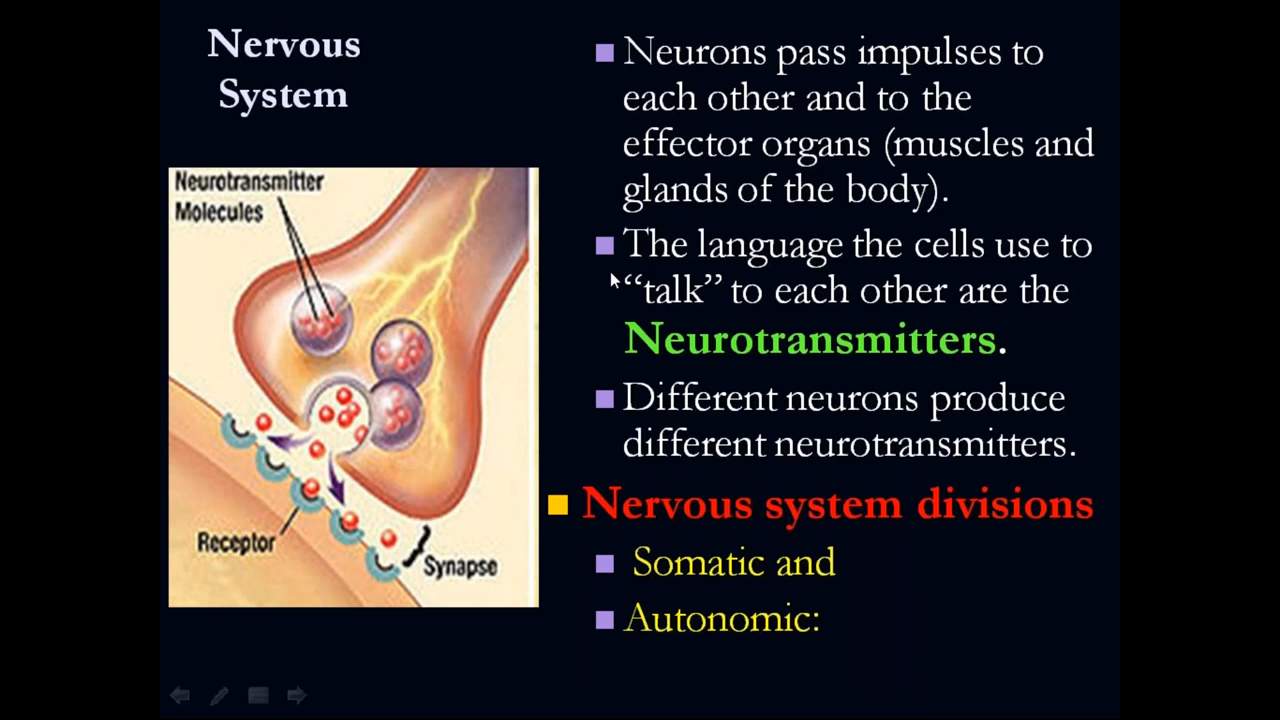 Nervous
System
Neurotransmitter
Molecules
Receptor
Synapse
Neurons pass impulses to
each other and to the
effector organs (muscles and
glands of the body).
The language the cells use to
“talk” to each other are the
Neurotransmitters.
Different neurons produce
different neurotransmitters.
Nervous system divisions
Somatic and
Autonomic: